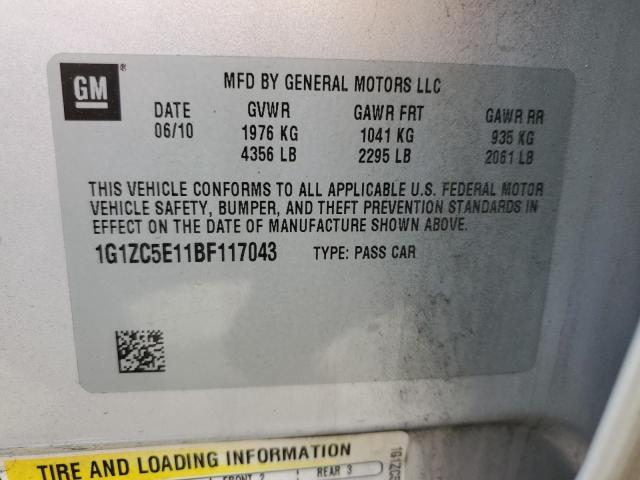 GM
MFD BY GENERAL MOTORS LLC
DATE GVWR GAWR FRT GAWR RR
06/10 1976 KG 1041 KG 935 KG
4356 LB 2295 LB 2061 LB
THIS VEHICLE CONFORMS TO ALL APPLICABLE U.S. FEDERAL MOTOR
VEHICLE SAFETY, BUMPER, AND THEFT PREVENTION STANDARDS IN
EFFECT ON THE DATE OF MANUFACTURE SHOWN ABOVE.
1G1ZC5E11BF117043 TYPE: PASS CAR
TIRE AND LOADING INFORMATION
FRONT 2 REAR 3
1G1ZC5